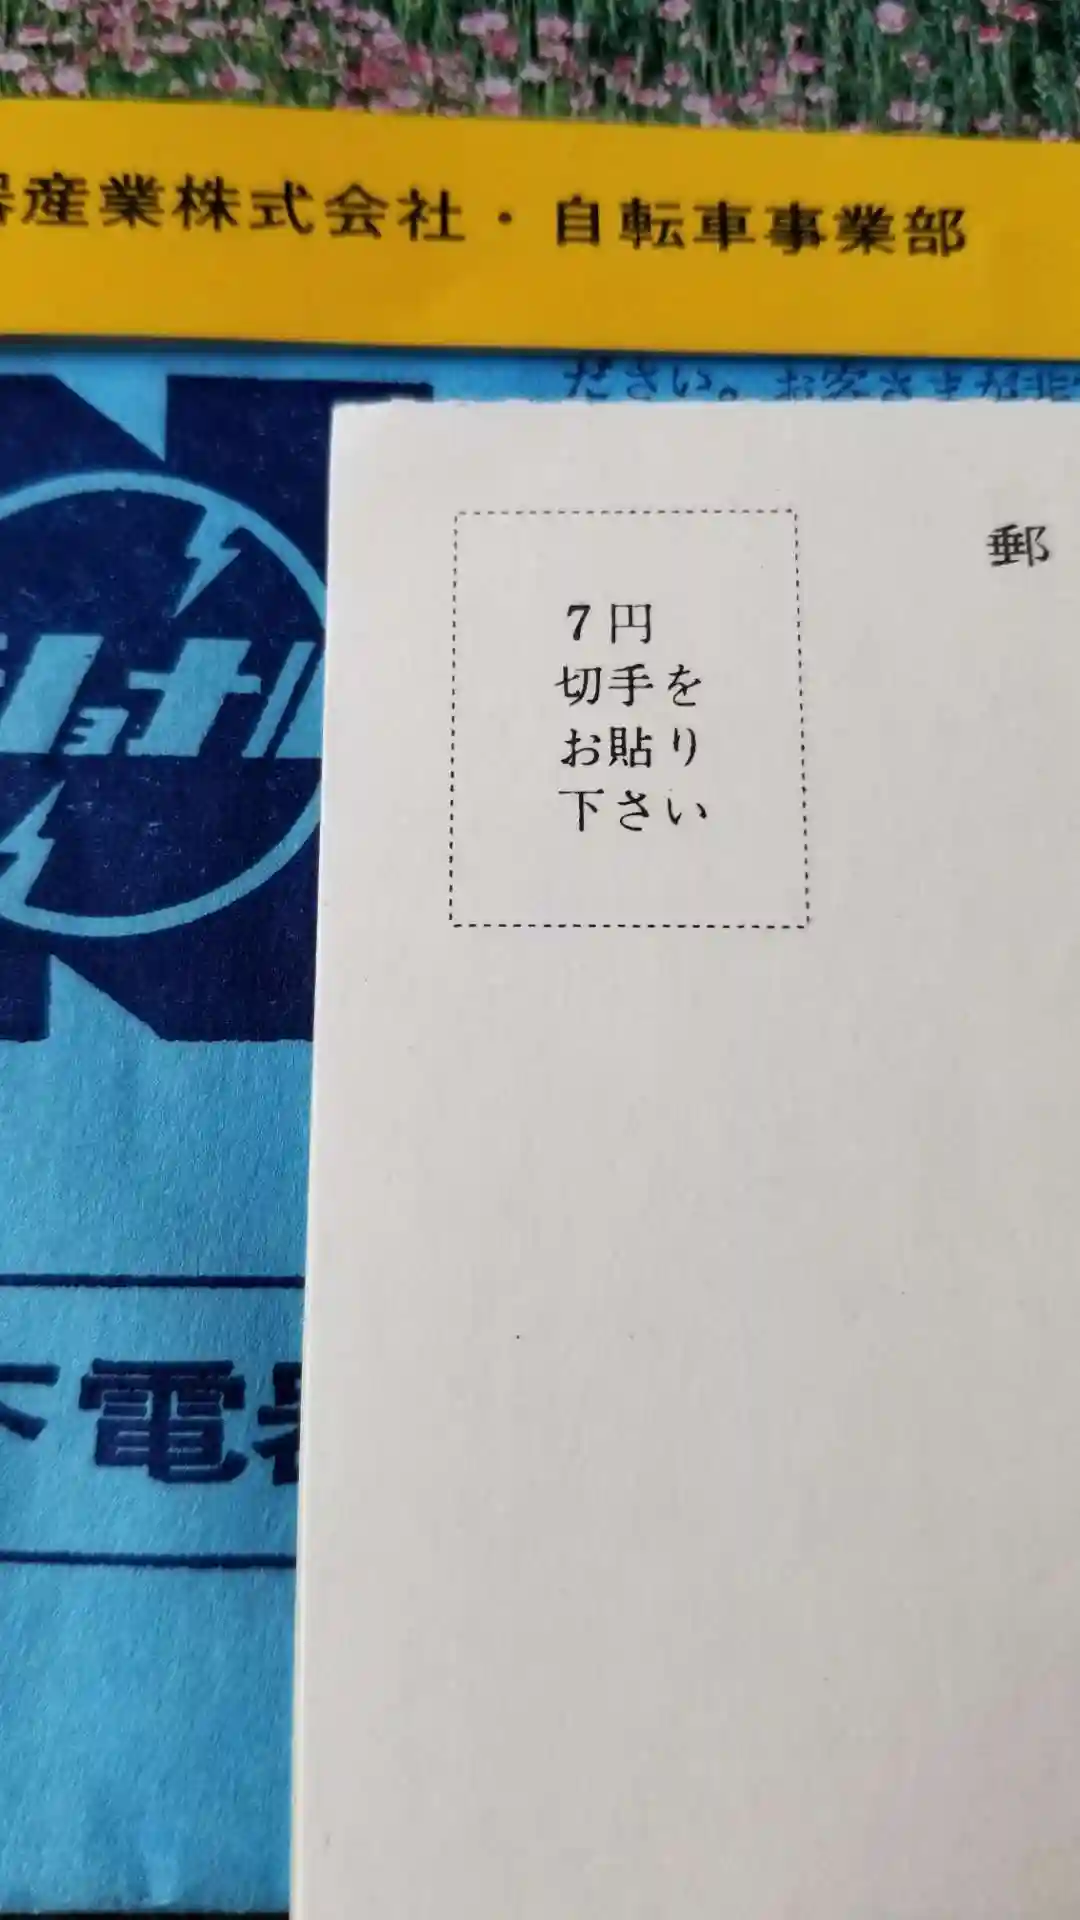 産業株式会社・自転車事業部
ださい。お客さまが非
ナショナル
郵
7円
切手を
お貼り
下さい
電器